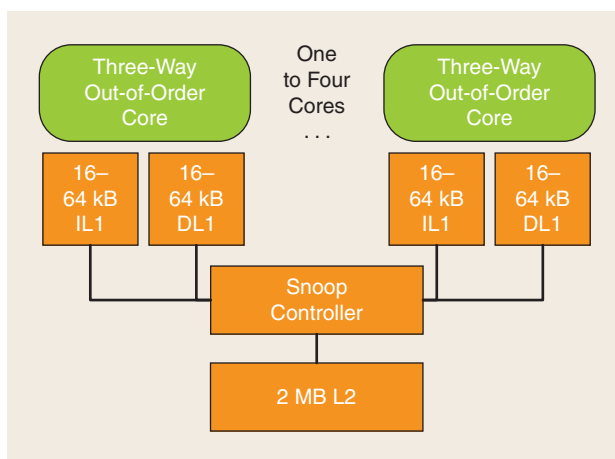 Three-Way
Out-of-Order
Core
One
to Four
Cores
. . .
Three-Way
Out-of-Order
Core
16–
64 kB
IL1
16–
64 kB
DL1
16–
64 kB
IL1
16–
64 kB
DL1
Snoop
Controller
2 MB L2